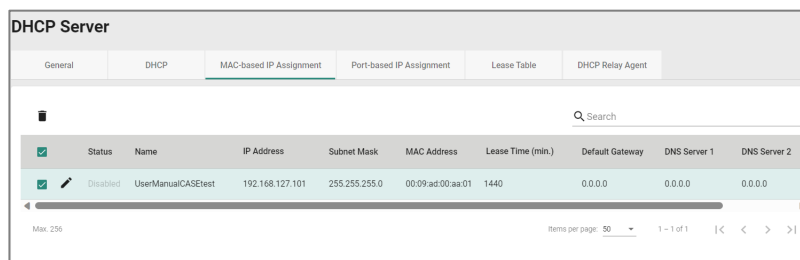 DHCP Server
General DHCP MAC-based IP Assignment Port-based IP Assignment Lease Table DHCP Relay Agent
Search
Status Name IP Address Subnet Mask MAC Address Lease Time (min.) Default Gateway DNS Server 1 DNS Server 2
Disabled UserManualCASEtest 192.168.127.101 255.255.255.0 00:09:ad:00:aa:01 1440 0.0.0.0 0.0.0.0 0.0.0.0
Max. 256 Items per page: 50 1 – 1 of 1